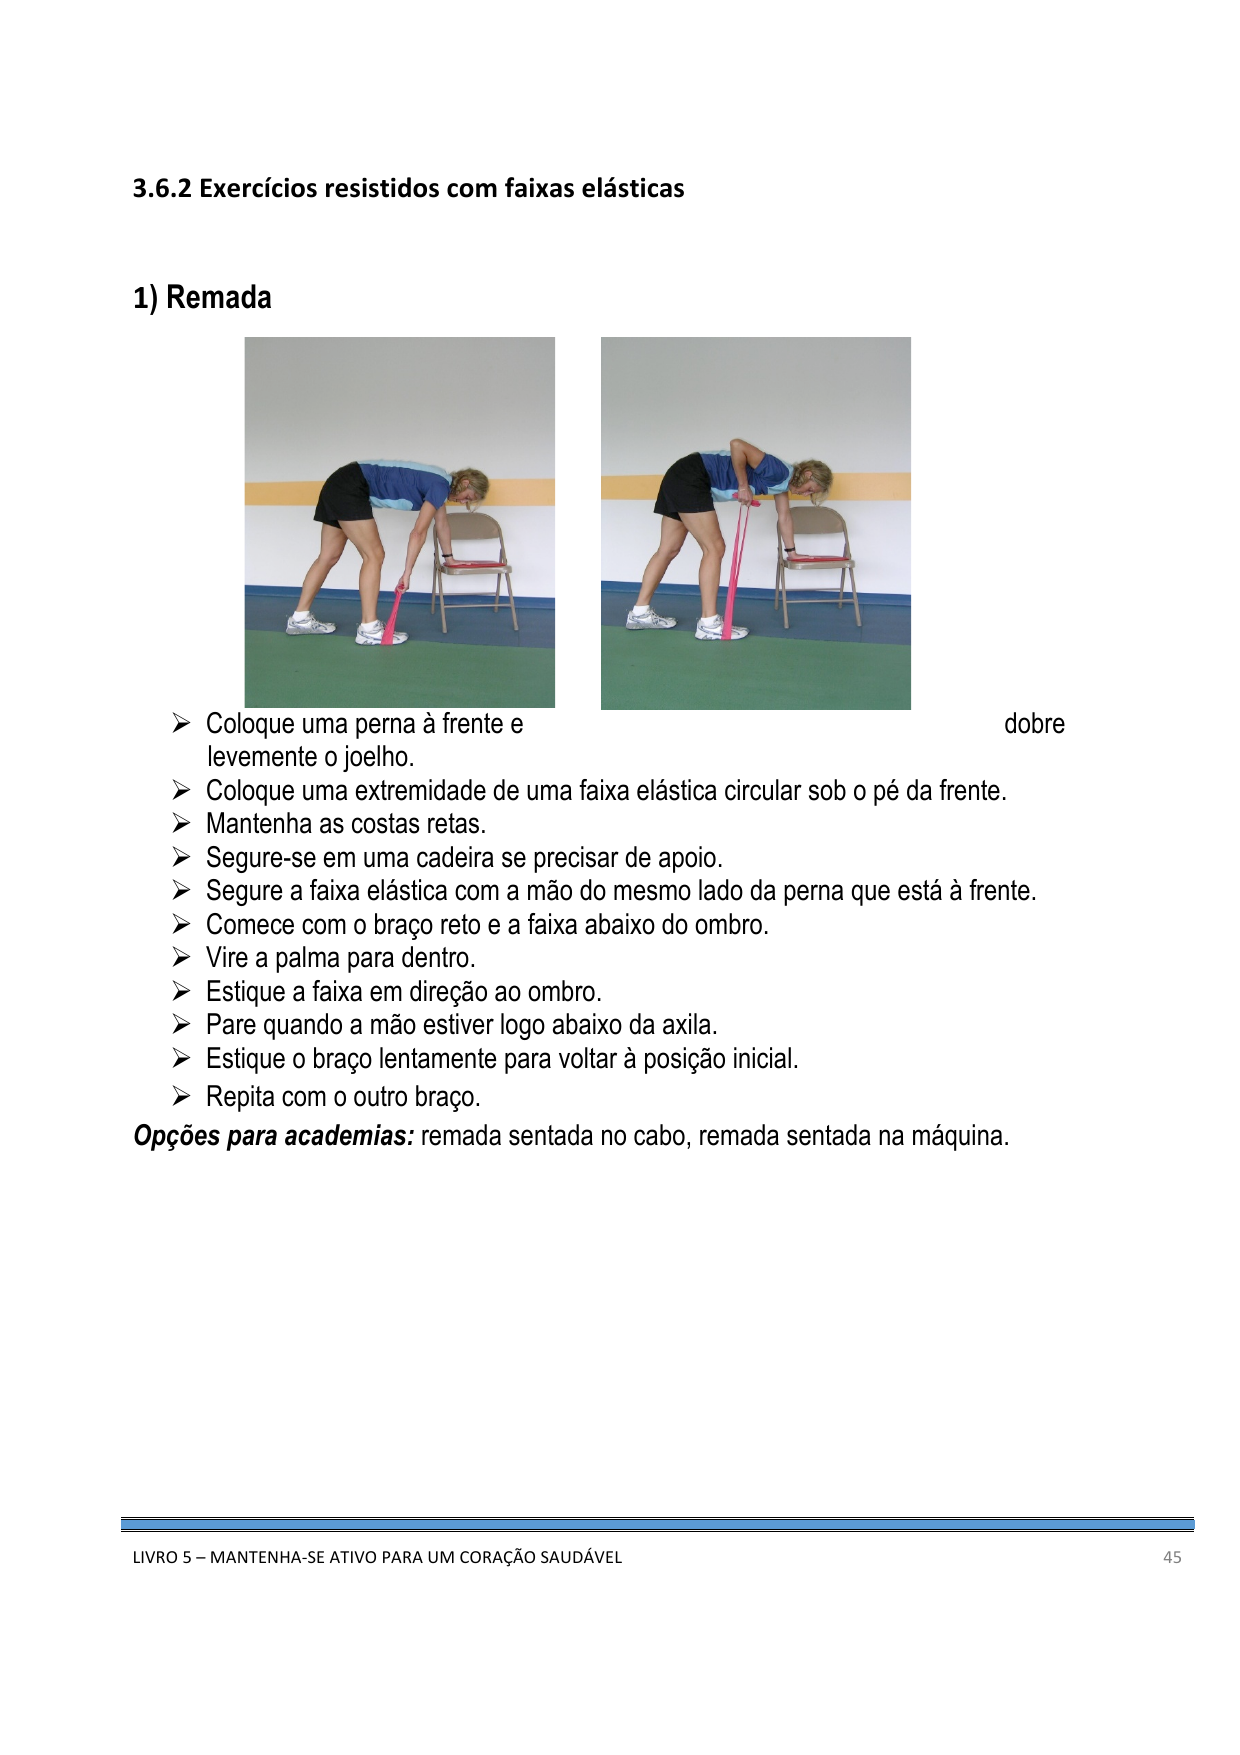 3.6.2 Exercícios resistidos com faixas elásticas
1) Remada
Coloque uma perna à frente e dobre
levemente o joelho.
Coloque uma extremidade de uma faixa elástica circular sob o pé da frente.
Mantenha as costas retas.
Segure-se em uma cadeira se precisar de apoio.
Segure a faixa elástica com a mão do mesmo lado da perna que está à frente.
Comece com o braço reto e a faixa abaixo do ombro.
Vire a palma para dentro.
Estique a faixa em direção ao ombro.
Pare quando a mão estiver logo abaixo da axila.
Estique o braço lentamente para voltar à posição inicial.
Repita com o outro braço.
Opções para academias: remada sentada no cabo, remada sentada na máquina.
LIVRO 5 – MANTENHA-SE ATIVO PARA UM CORAÇÃO SAUDÁVEL 45